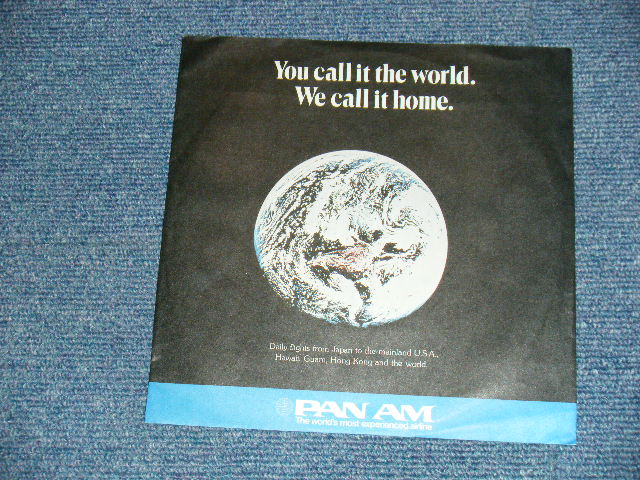 You call it the world.
We call it home.
Daily flights from Japan to the mainland U.S.A.,
Hawaii, Guam, Hong Kong and the world.
PAN AM
The world's most experienced airline